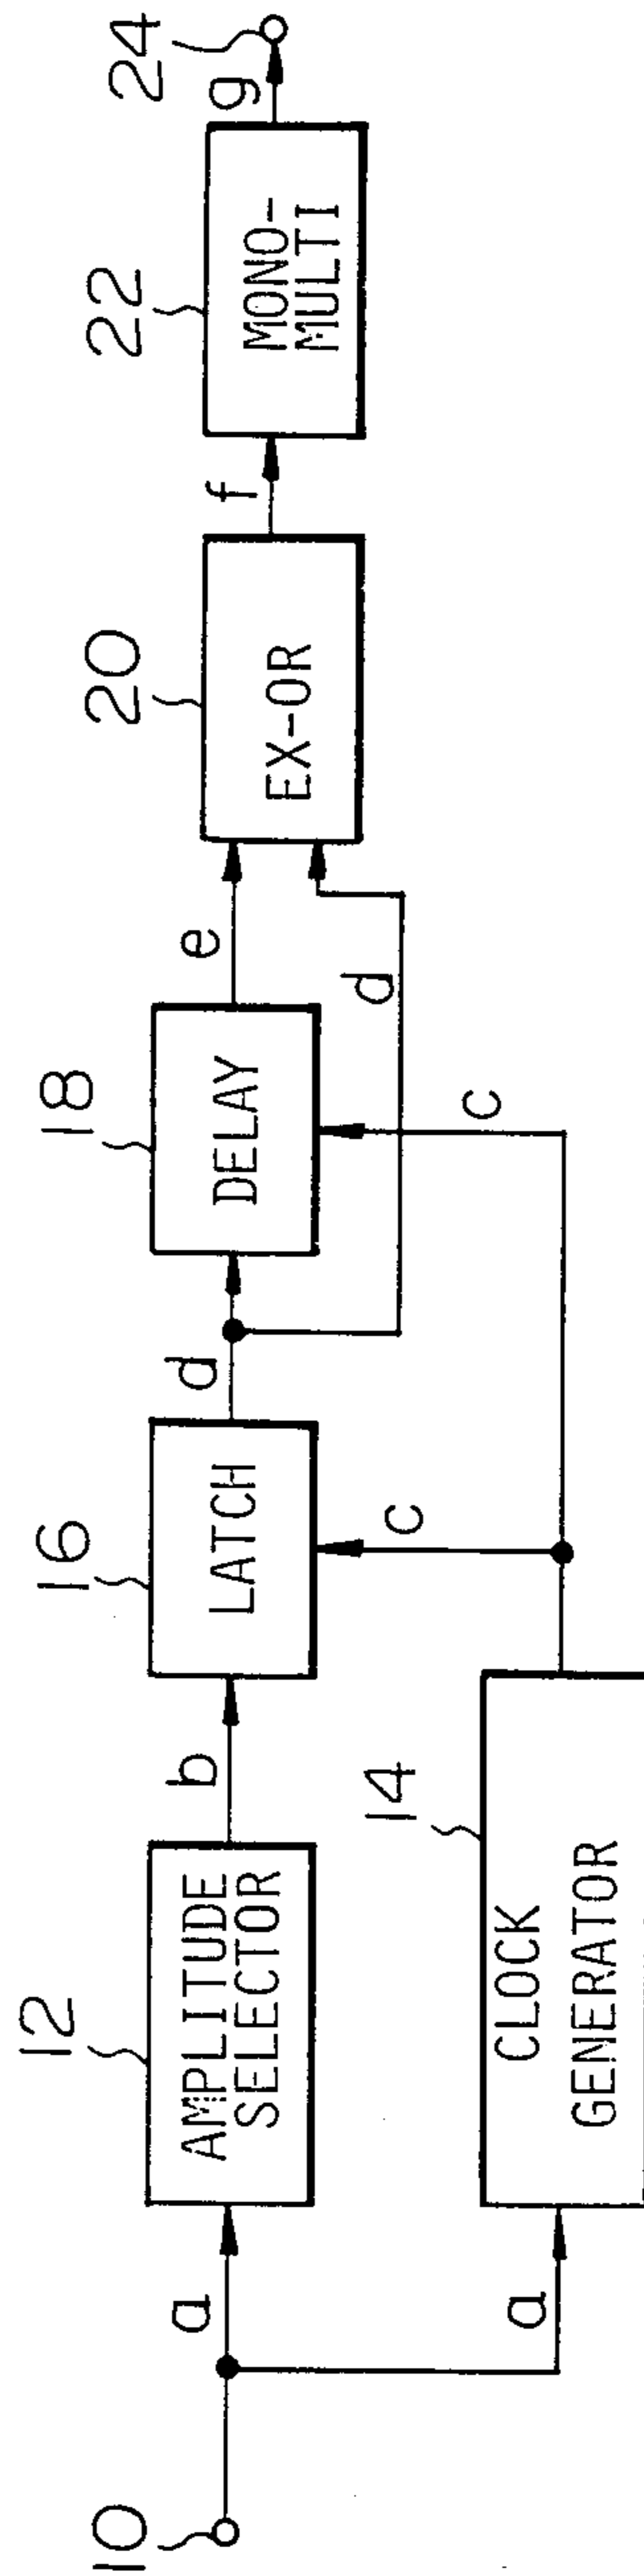 10
a
a
12
AMPLITUDE
SELECTOR
14
CLOCK
GENERATOR
b
16
LATCH
c
c
d
d
18
DELAY
e
20
EX-OR
f
22
MONO-
MULTI
g
24